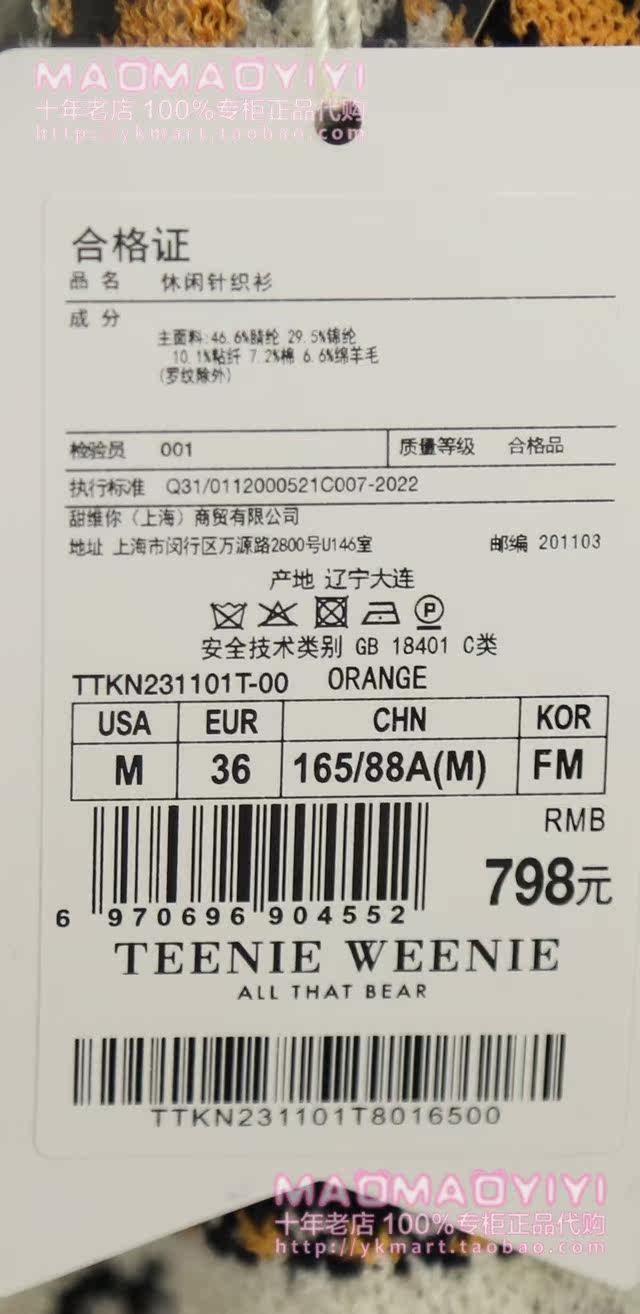 MAOMAOYIYI
十年老店 100%专柜正品代购
http://ykmart.taobao.com
合格证
品 名 休闲针织衫
成 分
主面料:46.6%腈纶 29.5%锦纶
10.1%粘纤 7.2%棉 6.6%绵羊毛
(罗纹除外)
检验员 001 质量等级 合格品
执行标准 Q31/0112000521C007-2022
甜维你（上海）商贸有限公司
地址 上海市闵行区万源路2800号U146室 邮编 201103
产地 辽宁大连
P
安全技术类别 GB 18401 C类
TTKN231101T-00 ORANGE
USA EUR CHN KOR
M 36 165/88A(M) FM
RMB
798元
6 970696 904552
TEENIE WEENIE
ALL THAT BEAR
TTKN231101T8016500
MAOMAOYIYI
十年老店 100%专柜正品代购
http://ykmart.taobao.com